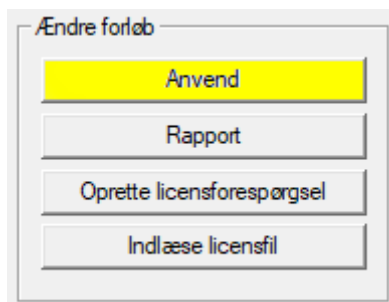 Ændre forløb
Anvend
Rapport
Oprette licensforespørgsel
Indlæse licensfil